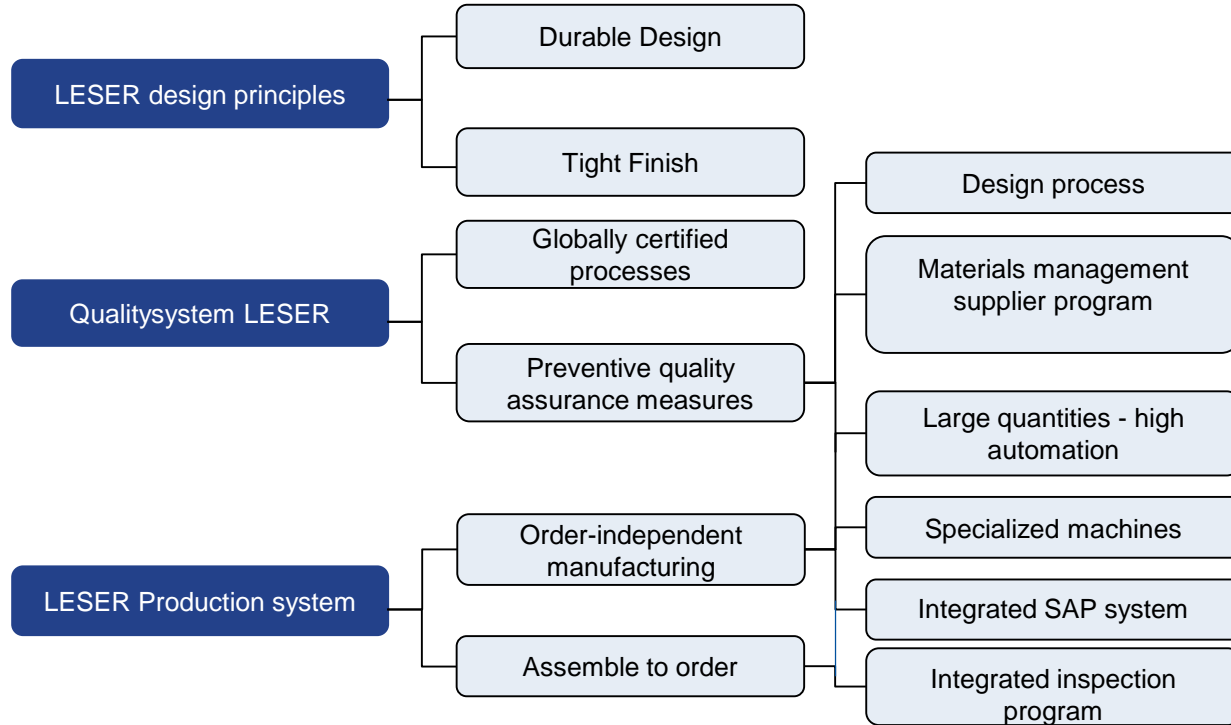 LESER design principles
Durable Design
Tight Finish
Qualitysystem LESER
Globally certified
processes
Preventive quality
assurance measures
LESER Production system
Order-independent
manufacturing
Assemble to order
Design process
Materials management
supplier program
Large quantities - high
automation
Specialized machines
Integrated SAP system
Integrated inspection
program